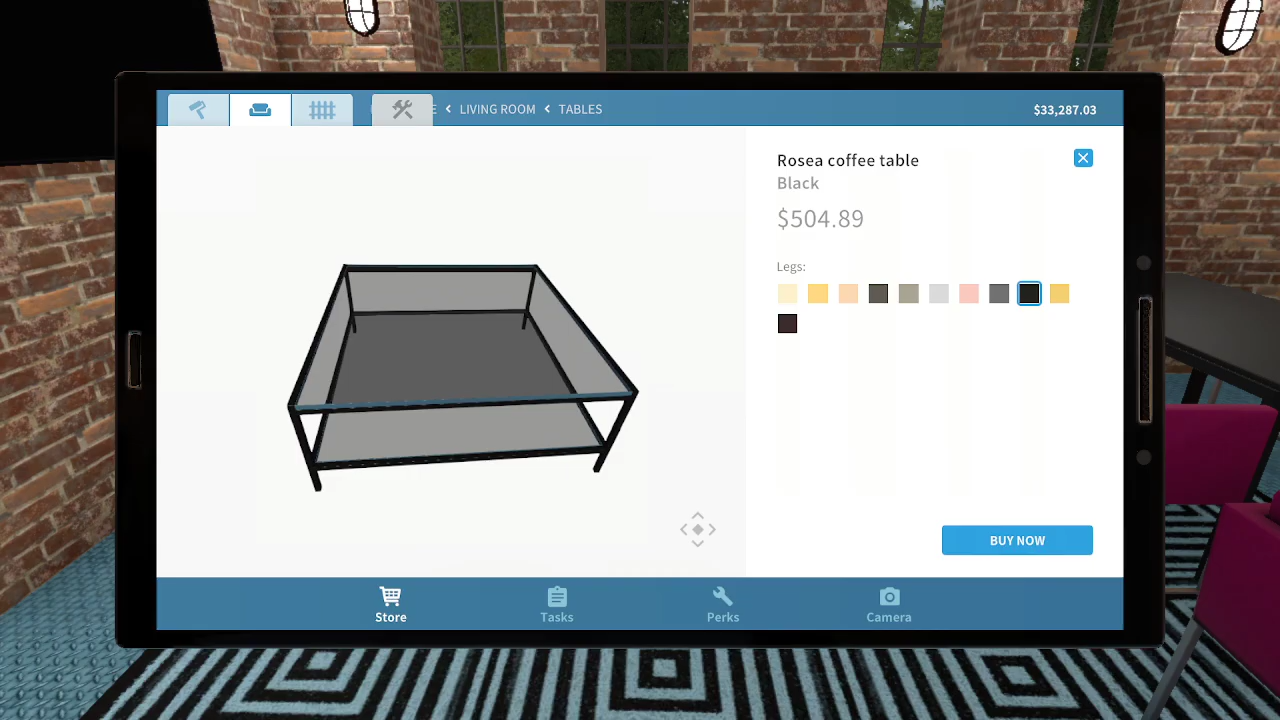 LIVING ROOM TABLES
$33,287.03
Rosea coffee table
Black
$504.89
Legs:
BUY NOW
Store
Tasks
Perks
Camera